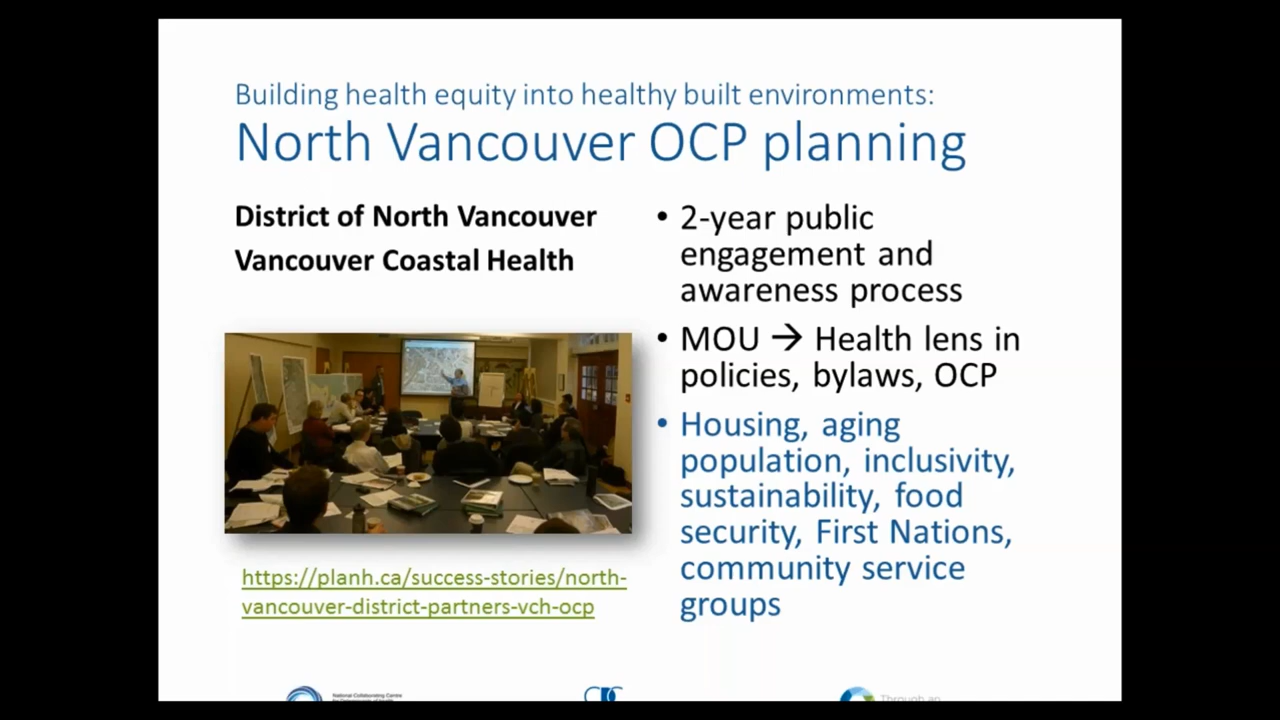 Building health equity into healthy built environments:
North Vancouver OCP planning
District of North Vancouver
Vancouver Coastal Health
• 2-year public
engagement and
awareness process
• MOU → Health lens in
policies, bylaws, OCP
• Housing, aging
population, inclusivity,
sustainability, food
security, First Nations,
community service
groups
https://planh.ca/success-stories/north-
vancouver-district-partners-vch-ocp
National Collaborating Centre
Through an